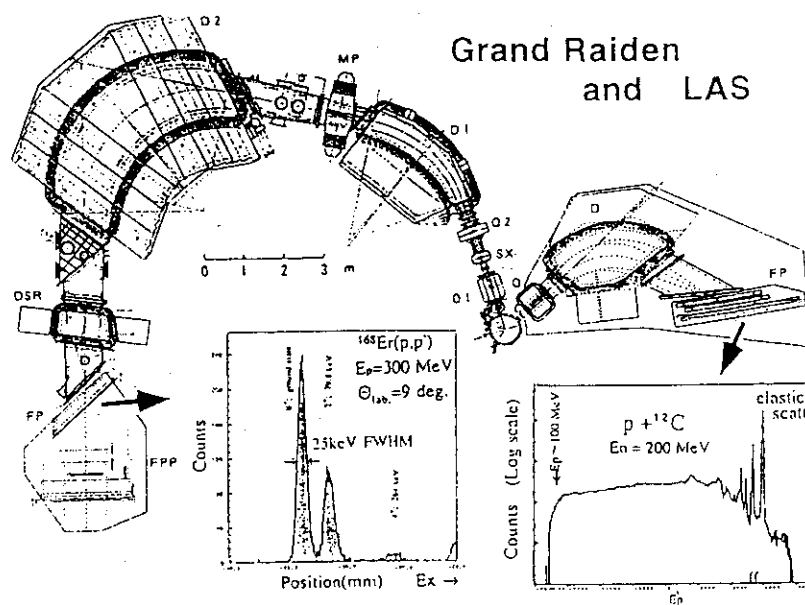 Grand Raiden
and LAS
D2
MP
D1
Q2
SX
Q1
Q
D
FP
0 1 2 3
m
DSR
FP
FPP
168Er(p,p')
Ep=300 MeV
Θlab.=9 deg.
25keV FWHM
Counts
Position(mm) Ex →
elastic
scatt
p + 12C
En = 200 MeV
Ep ~ 100 MeV
Counts (Log scale)